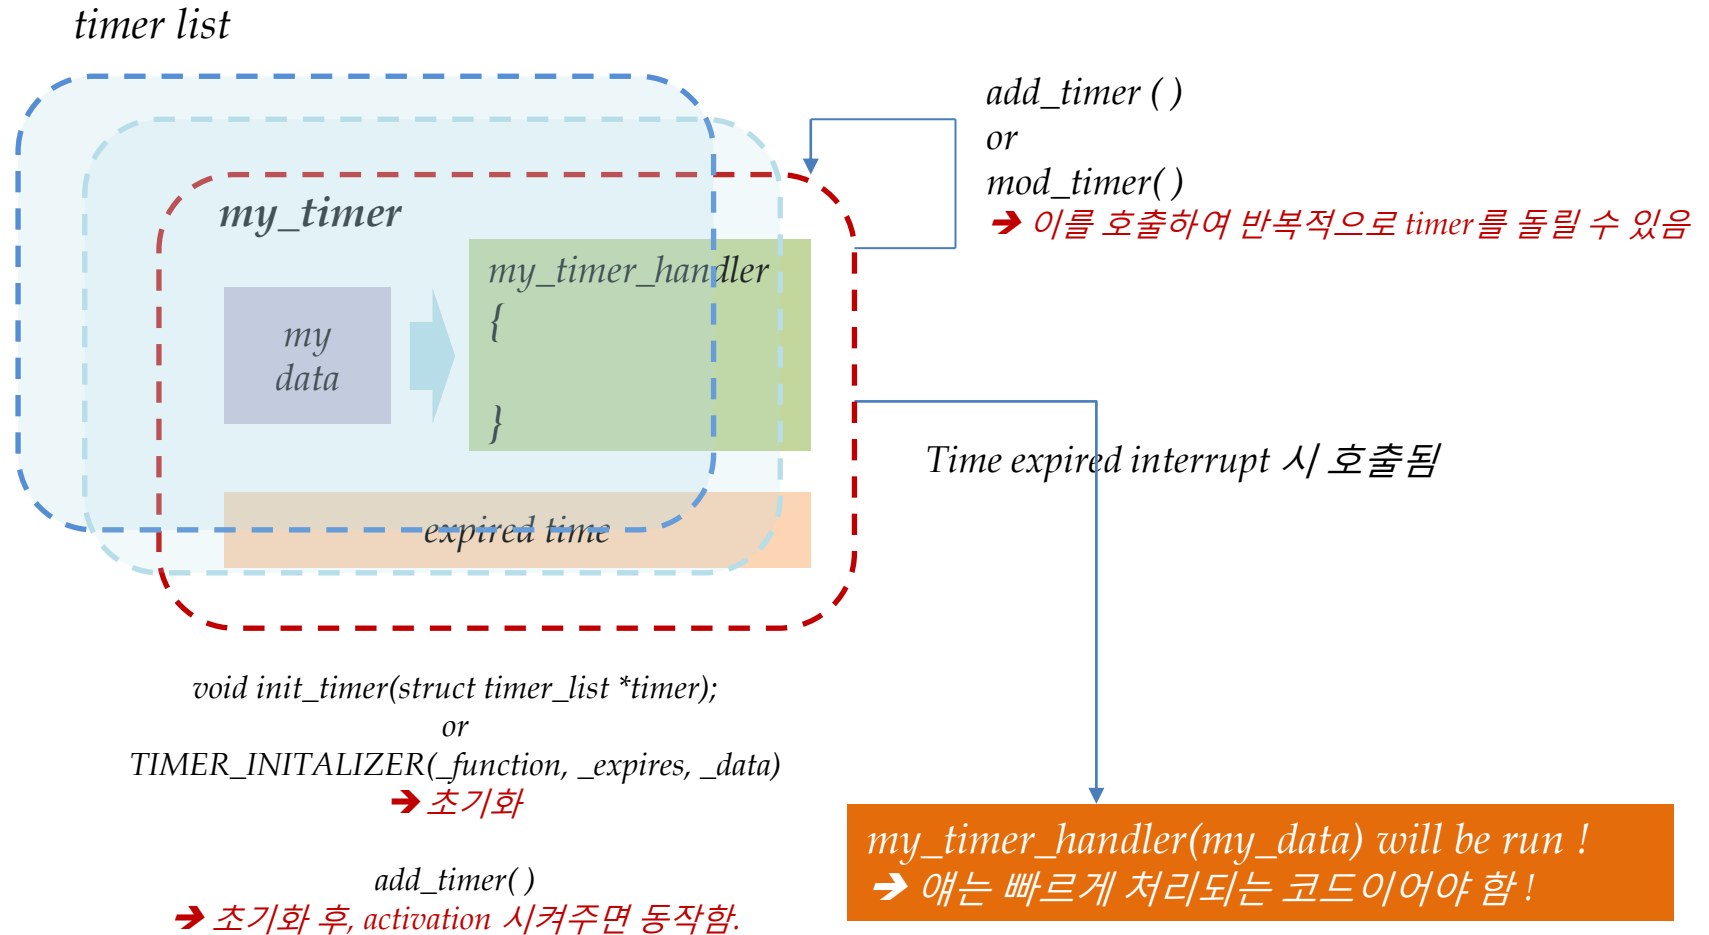 timer list
add_timer ( )
or
mod_timer( )
➔ 이를 호출하여 반복적으로 timer를 돌릴 수 있음
my_timer
my_timer_handler
{
}
my
data
expired time
Time expired interrupt 시 호출됨
void init_timer(struct timer_list *timer);
or
TIMER_INITALIZER(_function, _expires, _data)
➔ 초기화
add_timer( )
➔ 초기화 후, activation 시켜주면 동작함.
my_timer_handler(my_data) will be run !
➔ 얘는 빠르게 처리되는 코드이어야 함 !